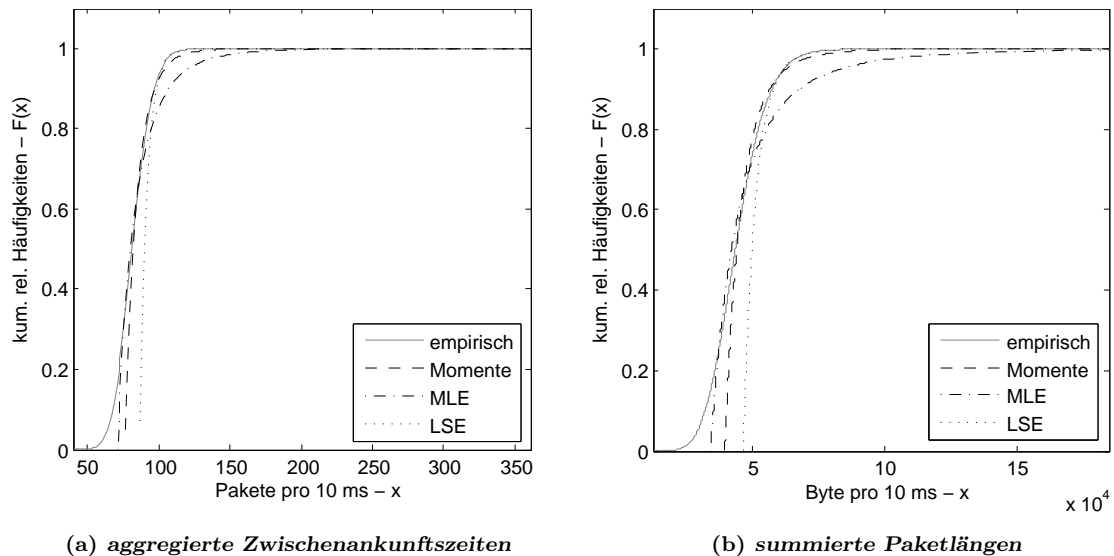 1
0.8
0.6
0.4
0.2
0
kum. rel. Häufigkeiten – F(x)
50 100 150 200 250 300 350
Pakete pro 10 ms – x
empirisch
Momente
MLE
LSE
(a) aggregierte Zwischenankunftszeiten
1
0.8
0.6
0.4
0.2
0
kum. rel. Häufigkeiten – F(x)
5 10 15
Byte pro 10 ms – x
x 10⁴
empirisch
Momente
MLE
LSE
(b) summierte Paketlängen